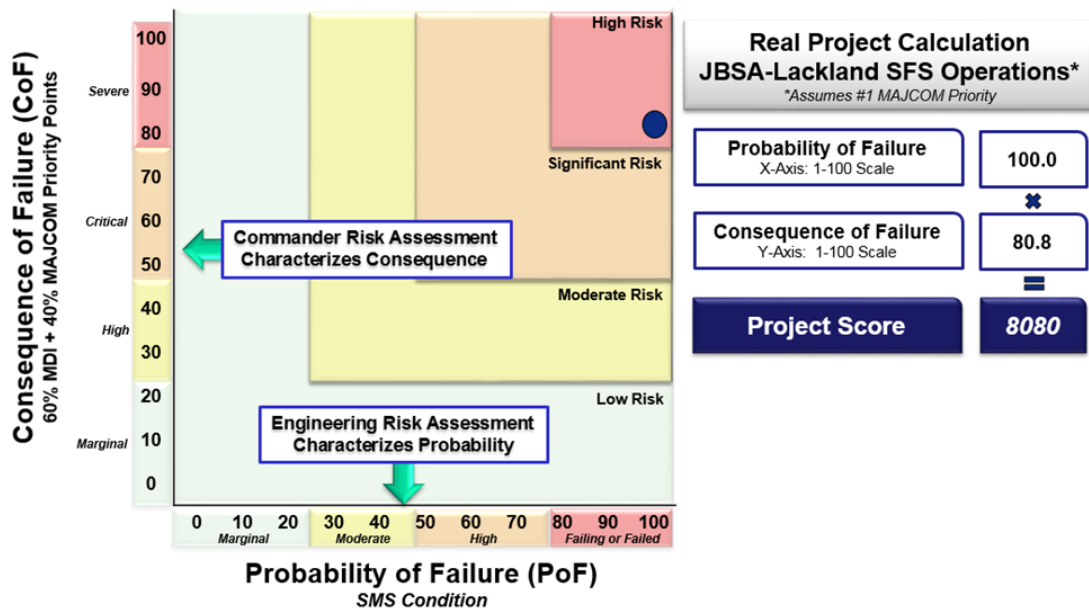 Consequence of Failure (CoF)
60% MDI + 40% MAJCOM Priority Points
Severe
Critical
High
Marginal
100
90
80
70
60
50
40
30
20
10
0
High Risk
Significant Risk
Commander Risk Assessment
Characterizes Consequence
Moderate Risk
Low Risk
Engineering Risk Assessment
Characterizes Probability
0 10 20 30 40 50 60 70 80 90 100
Marginal Moderate High Failing or Failed
Probability of Failure (PoF)
SMS Condition
Real Project Calculation
JBSA-Lackland SFS Operations*
*Assumes #1 MAJCOM Priority
Probability of Failure
X-Axis: 1-100 Scale
100.0
×
Consequence of Failure
Y-Axis: 1-100 Scale
80.8
=
Project Score
8080